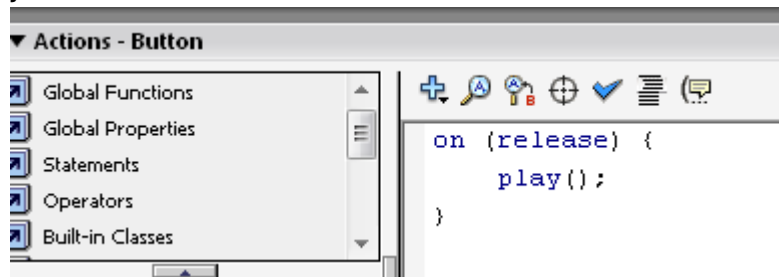 Actions - Button
Global Functions
Global Properties
Statements
Operators
Built-in Classes
on (release) {
play();
}